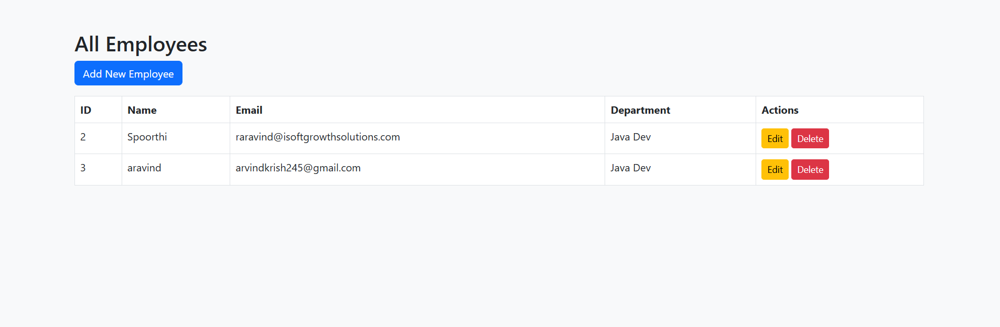 All Employees
Add New Employee
ID Name Email Department Actions
2 Spoorthi raravind@isoftgrowthsolutions.com Java Dev Edit Delete
3 aravind arvindkrish245@gmail.com Java Dev Edit Delete